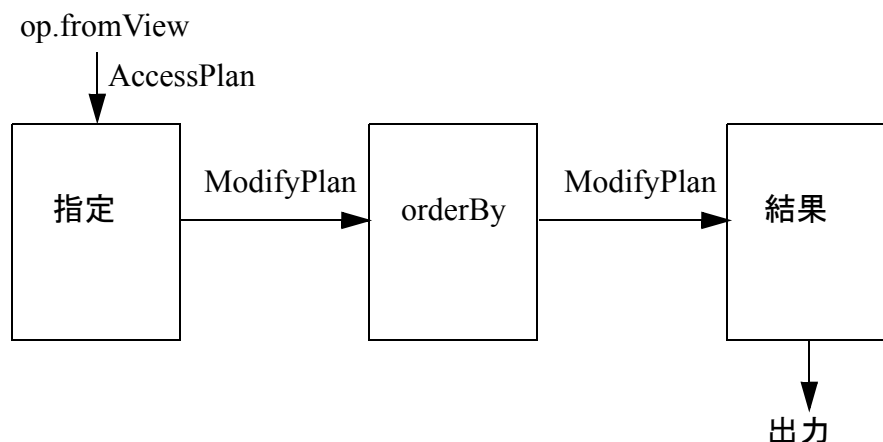 op.fromView
AccessPlan
指定
ModifyPlan
orderBy
ModifyPlan
結果
出力